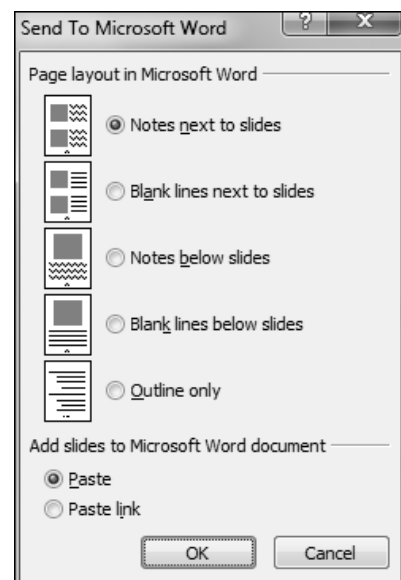 Send To Microsoft Word
? X
Page layout in Microsoft Word
Notes next to slides
Blank lines next to slides
Notes below slides
Blank lines below slides
Outline only
Add slides to Microsoft Word document
Paste
Paste link
OK Cancel